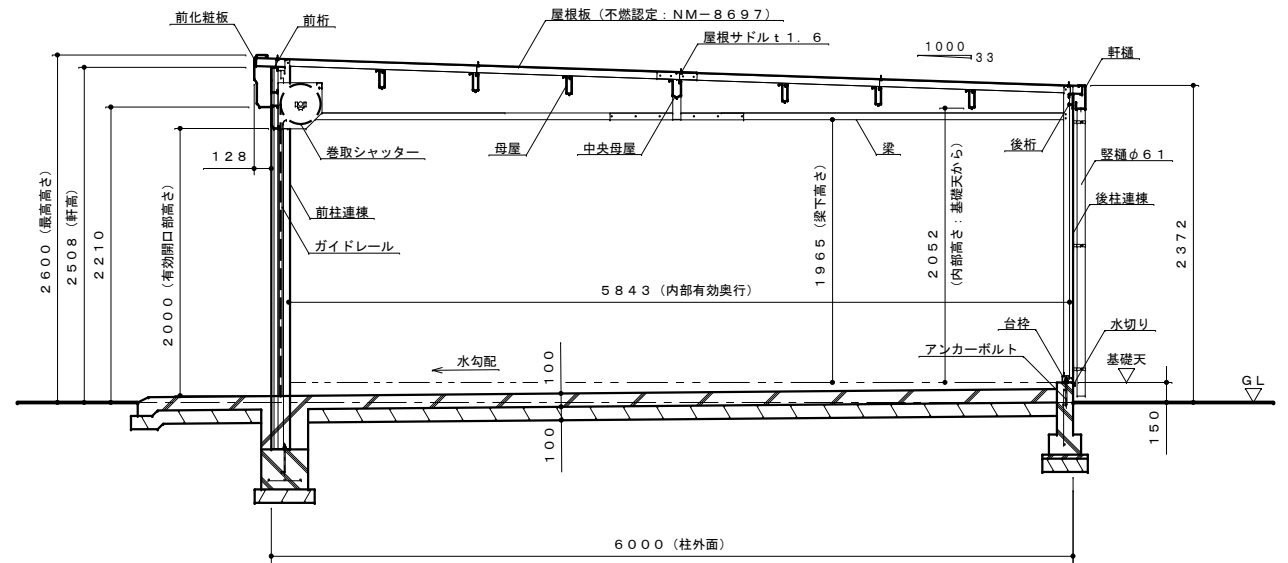 前化粧板
前桁
屋根板（不燃認定：ＮＭ－８６９７）
屋根サドルｔ１．６
１０００
３３
軒樋
巻取シャッター
母屋
中央母屋
梁
後桁
竪樋φ６１
後柱連棟
前柱連棟
ガイドレール
１２８
２６００（最高高さ）
２５０８（軒高）
２２１０
２０００（有効開口部高さ）
１９６５（梁下高さ）
２０５２
（内部高さ：基礎天から）
２３７２
５８４３（内部有効奥行）
台枠
水切り
アンカーボルト
基礎天
水勾配
１００
１００
ＧＬ
１５０
６０００（柱外面）